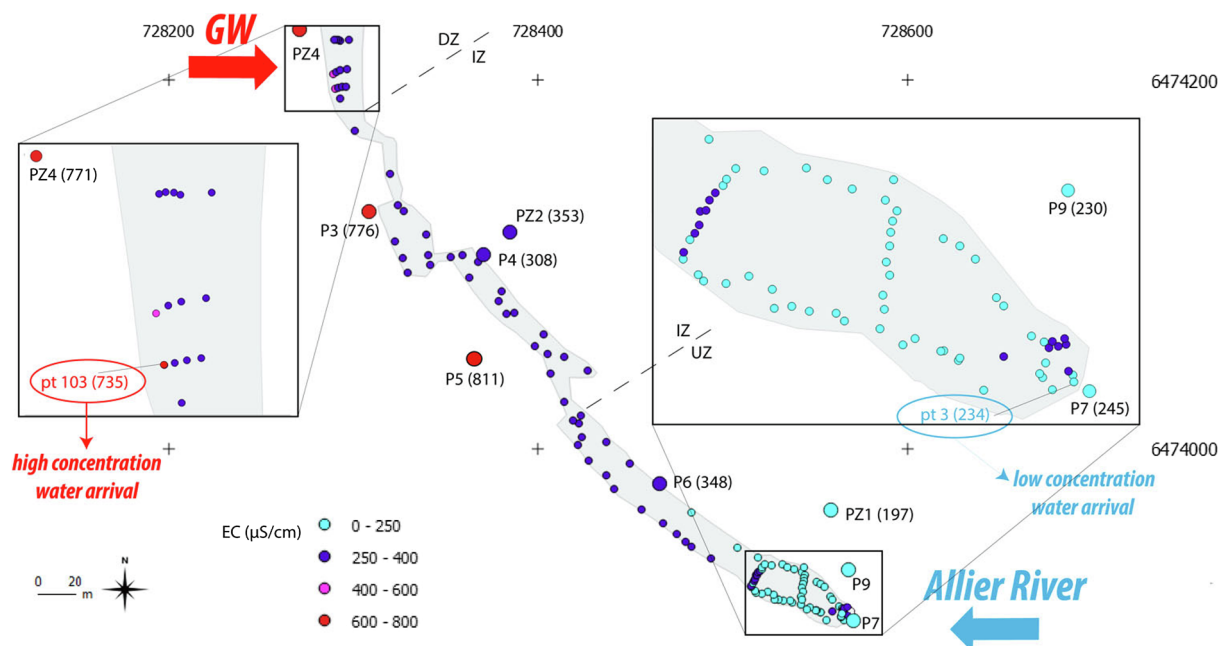 728200
GW
DZ
728400
728600
PZ4
IZ
6474200
PZ4 (771)
P3 (776)
PZ2 (353)
P4 (308)
P9 (230)
IZ
UZ
P5 (811)
pt 103 (735)
P7 (245)
pt 3 (234)
high concentration
water arrival
6474000
low concentration
water arrival
P6 (348)
PZ1 (197)
EC (µS/cm)
0 - 250
250 - 400
400 - 600
600 - 800
N
0 20
m
P9
P7
Allier River